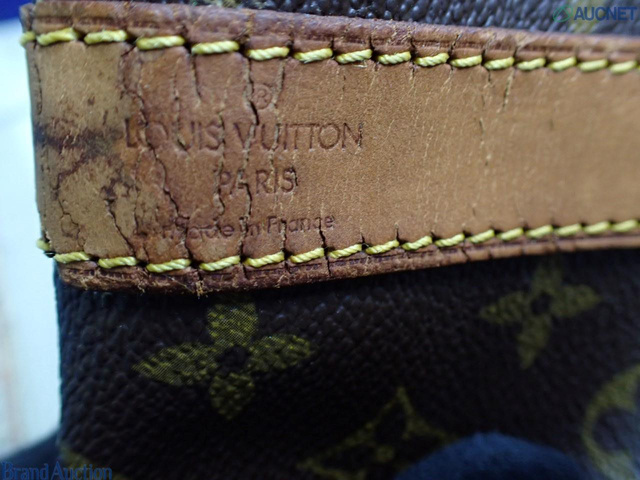 AUCNET
®
LOUIS VUITTON
PARIS
Made in France
Brand Auction